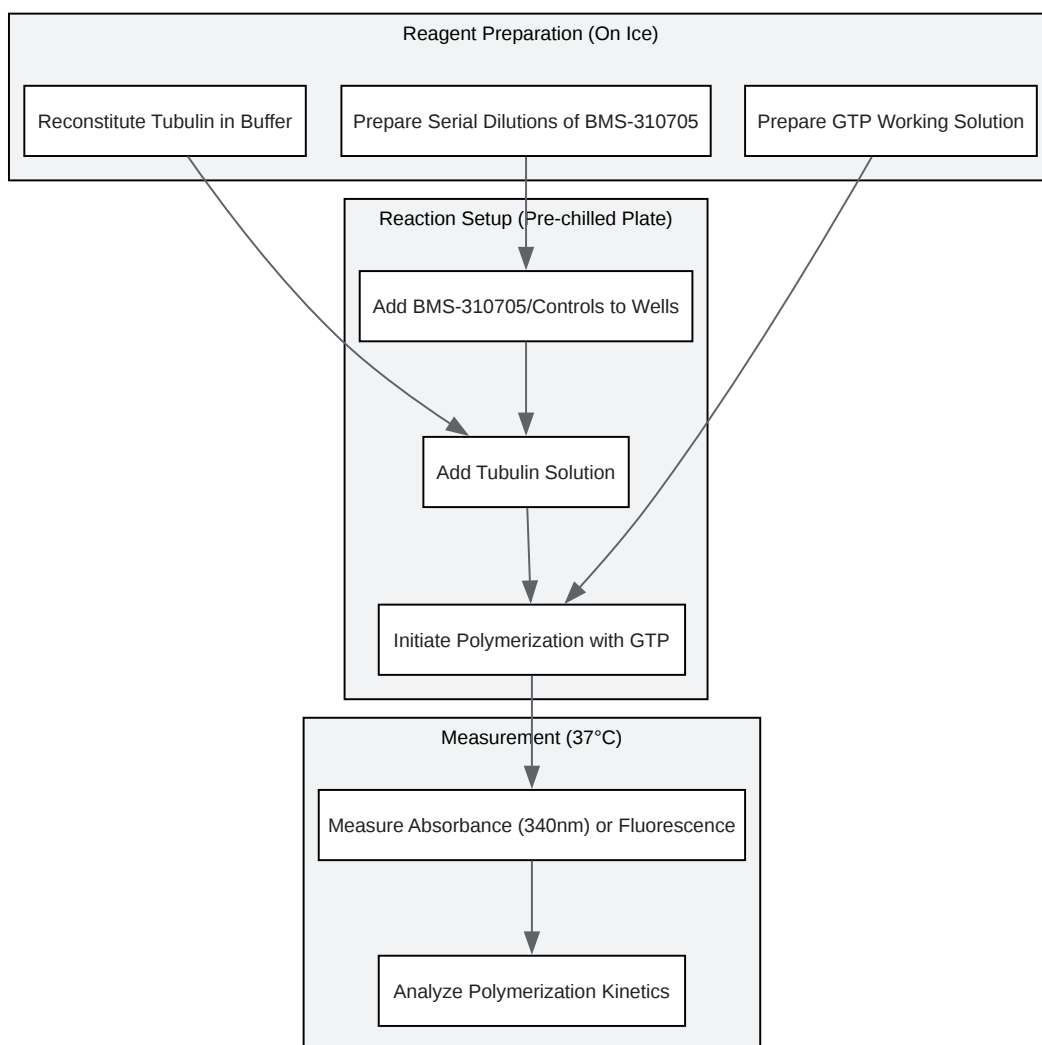 Reagent Preparation (On Ice)
Reconstitute Tubulin in Buffer
Prepare Serial Dilutions of BMS-310705
Prepare GTP Working Solution
Reaction Setup (Pre-chilled Plate)
Add BMS-310705/Controls to Wells
Add Tubulin Solution
Initiate Polymerization with GTP
Measurement (37°C)
Measure Absorbance (340nm) or Fluorescence
Analyze Polymerization Kinetics